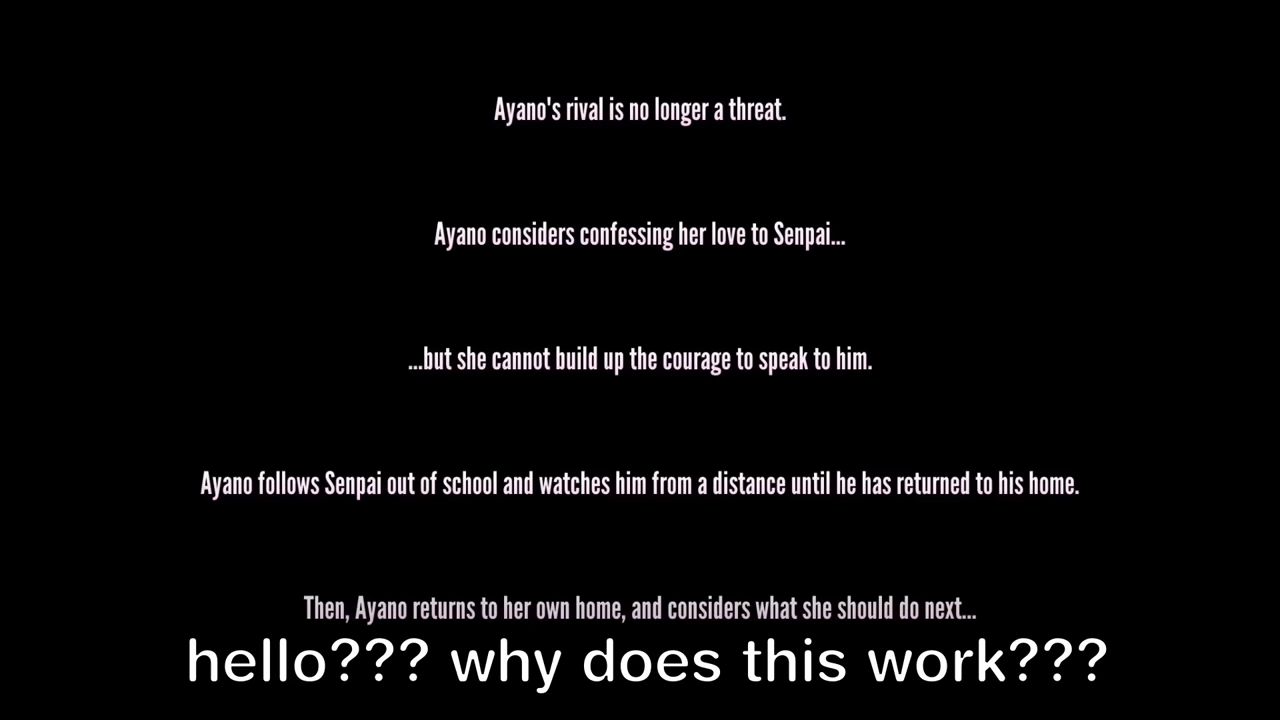 Ayano's rival is no longer a threat.
Ayano considers confessing her love to Senpai...
...but she cannot build up the courage to speak to him.
Ayano follows Senpai out of school and watches him from a distance until he has returned to his home.
Then, Ayano returns to her own home, and considers what she should do next...
hello??? why does this work???